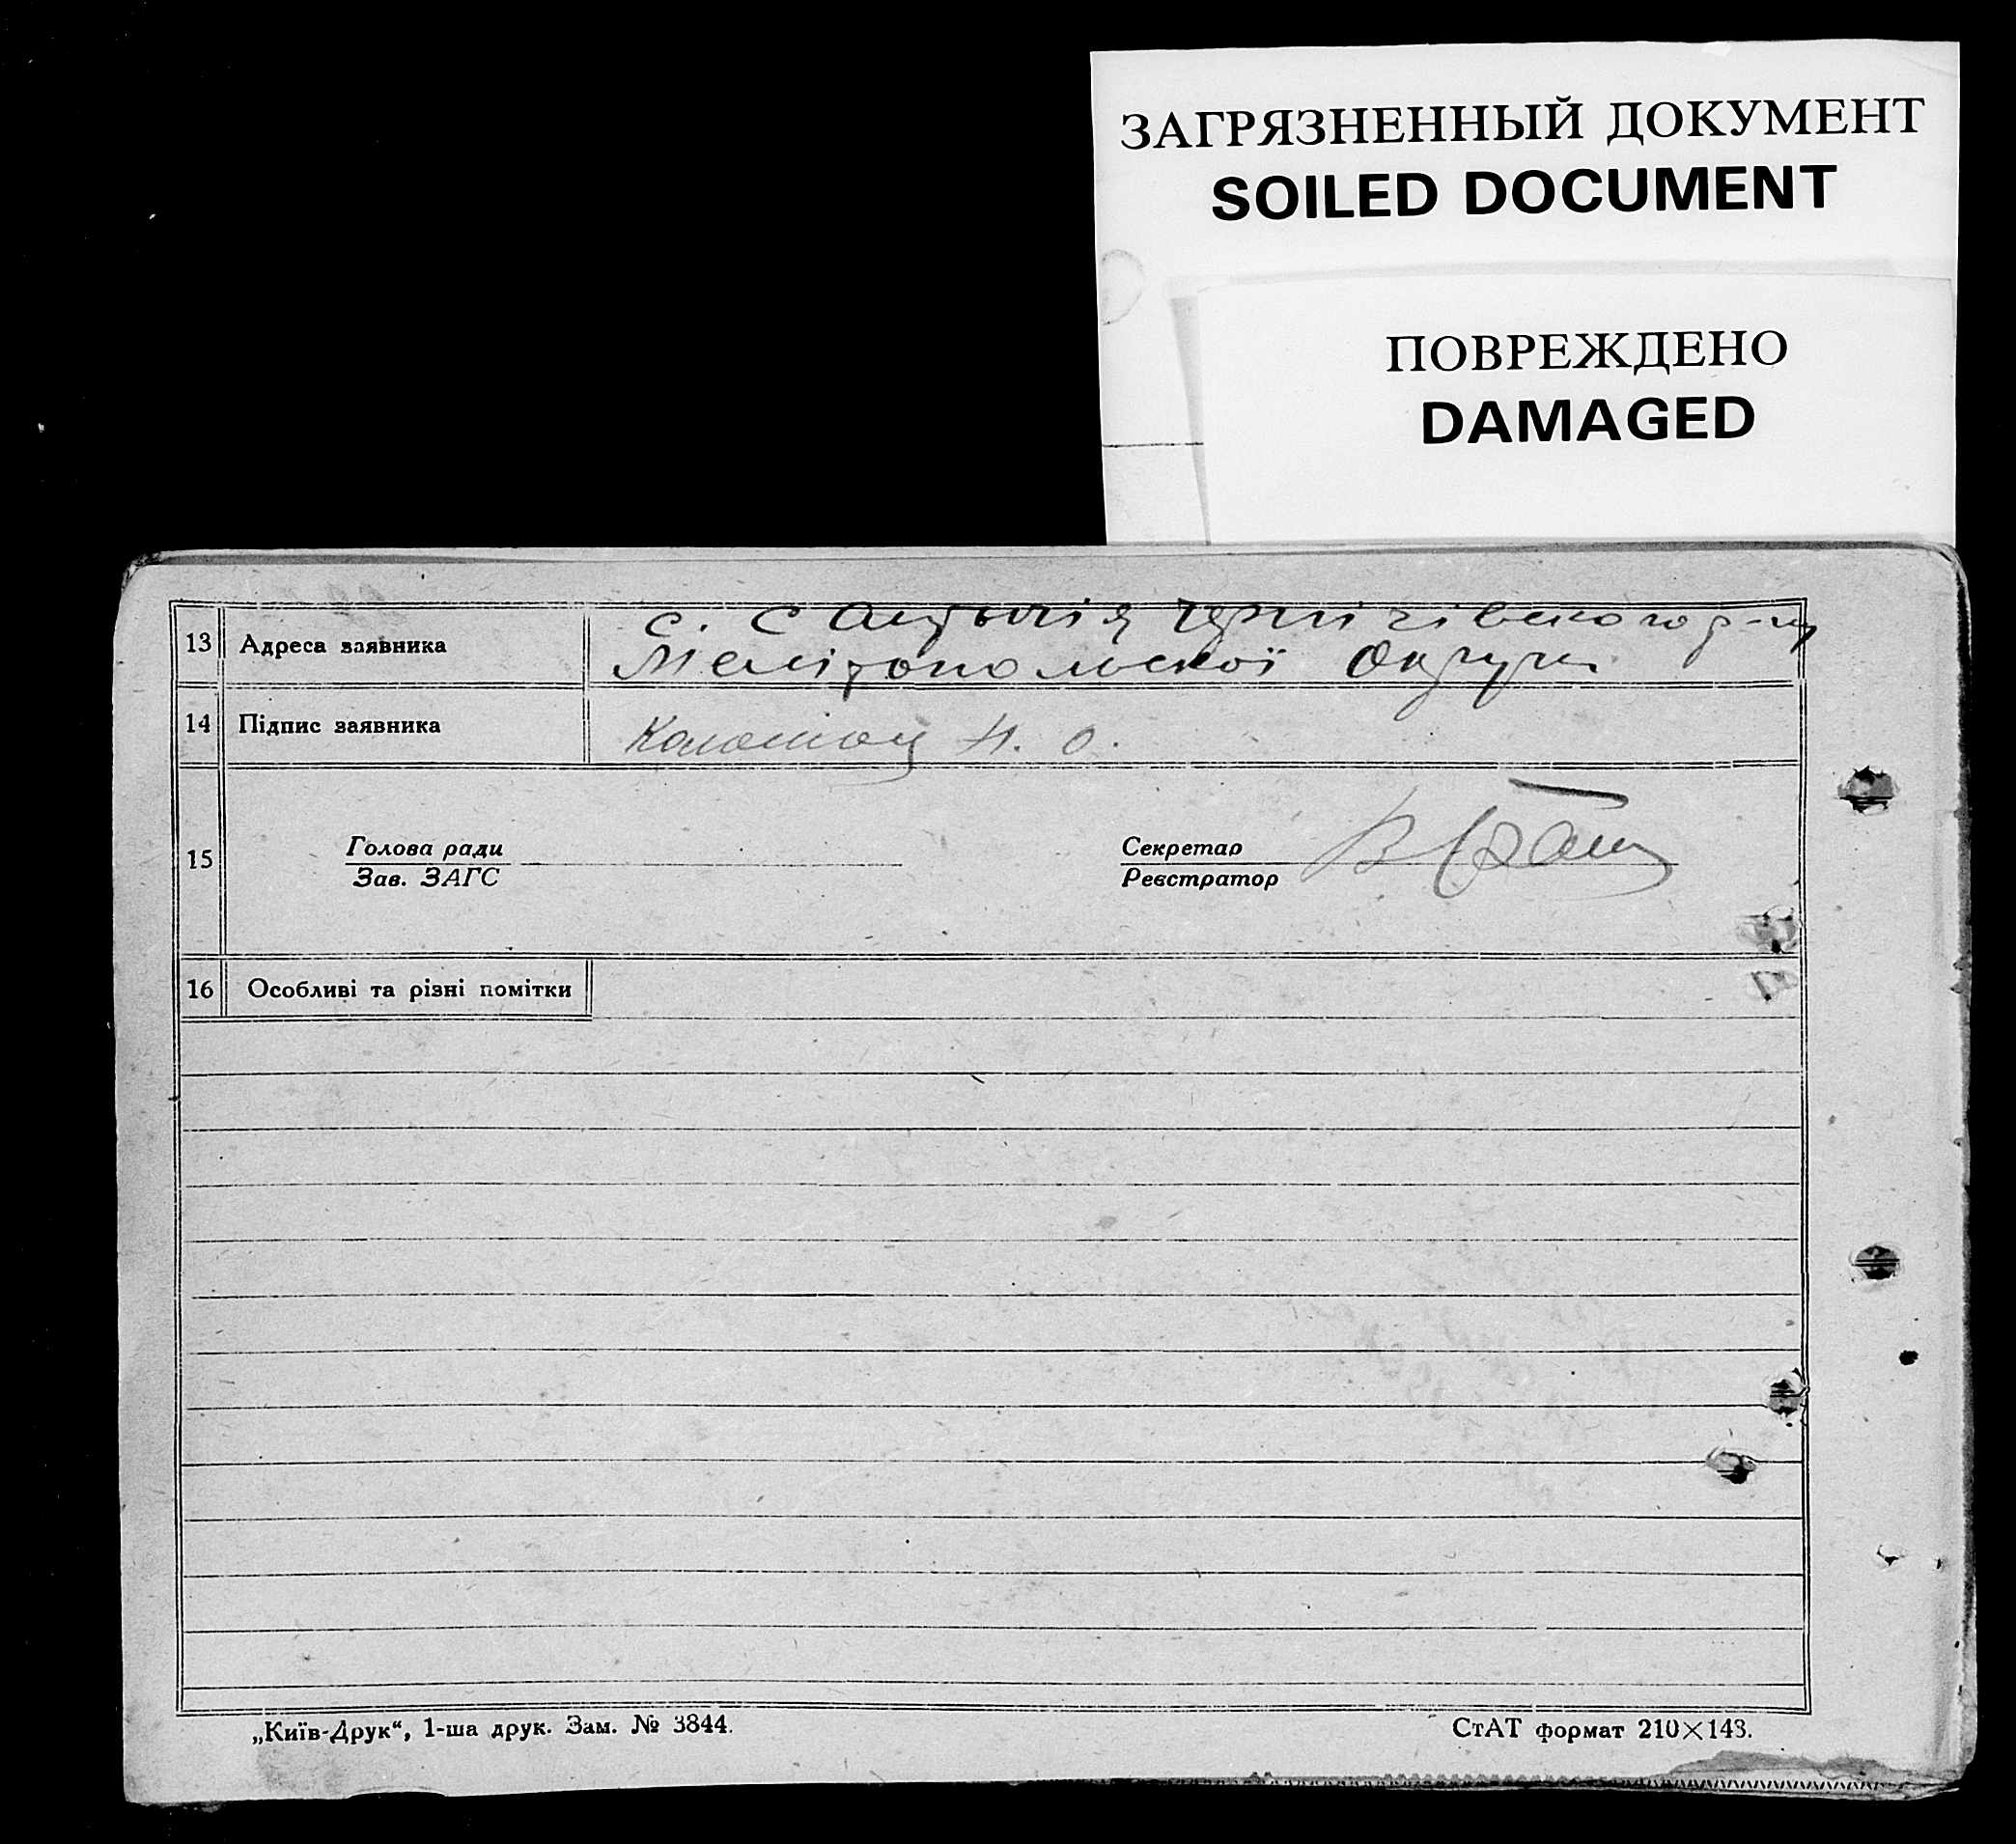 ЗАГРЯЗНЕННЫЙ ДОКУМЕНТ
SOILED DOCUMENT
ПОВРЕЖДЕНО
DAMAGED
13 Адреса заявника
с. Чернігівского р-ну
Мелітопольскої Округи
14 Підпис заявника
15
Голова ради
Зав. ЗАГС
Секретар
Реєстратор
16 Особливі та різні помітки
„Київ-Друк“, 1-ша друк. Зам. № 3844.
СтАТ формат 210×143.